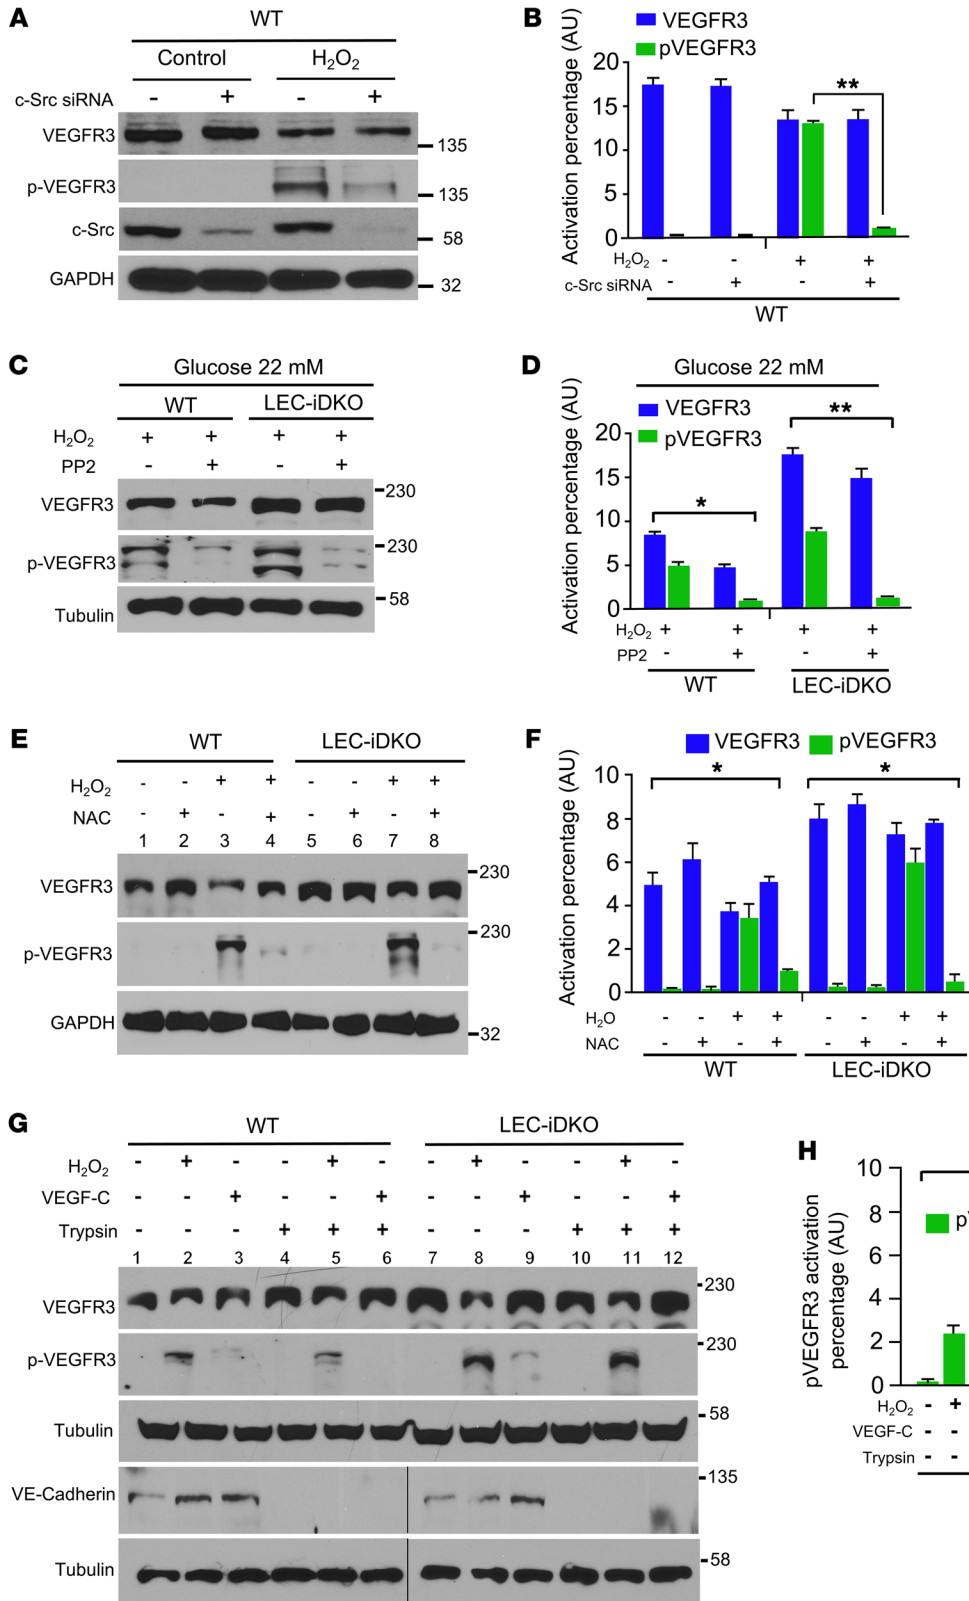 A
WT
Control H2O2
c-Src siRNA - + - +
VEGFR3
135
p-VEGFR3
135
c-Src
58
GAPDH
32
B
VEGFR3
pVEGFR3
Activation percentage (AU)
20
15
10
5
0
**
H2O2 - - + +
c-Src siRNA - + - +
WT
C
Glucose 22 mM
WT LEC-iDKO
H2O2 + + + +
PP2 - + - +
VEGFR3
230
p-VEGFR3
230
Tubulin
58
D
Glucose 22 mM
VEGFR3
pVEGFR3
Activation percentage (AU)
20
15
10
5
0
*
**
H2O2 + + + +
PP2 - + - +
WT LEC-iDKO
E
WT LEC-iDKO
H2O2 - - + + - - + +
NAC - + - + - + - +
1 2 3 4 5 6 7 8
VEGFR3
230
p-VEGFR3
230
GAPDH
32
F
VEGFR3 pVEGFR3
Activation percentage (AU)
10
8
6
4
2
0
* *
H2O - - + + - - + +
NAC - + - + - + - +
WT LEC-iDKO
G
WT LEC-iDKO
H2O2 - + - - + - - + - - + -
VEGF-C - - + - - + - - + - - +
Trypsin - - - + + + - - - + + +
1 2 3 4 5 6 7 8 9 10 11 12
VEGFR3
230
p-VEGFR3
230
Tubulin
58
VE-Cadherin
135
Tubulin
58
H
pVEGFR3 activation
percentage (AU)
10
8
6
4
2
0
pV
H2O2 - +
VEGF-C - -
Trypsin - -